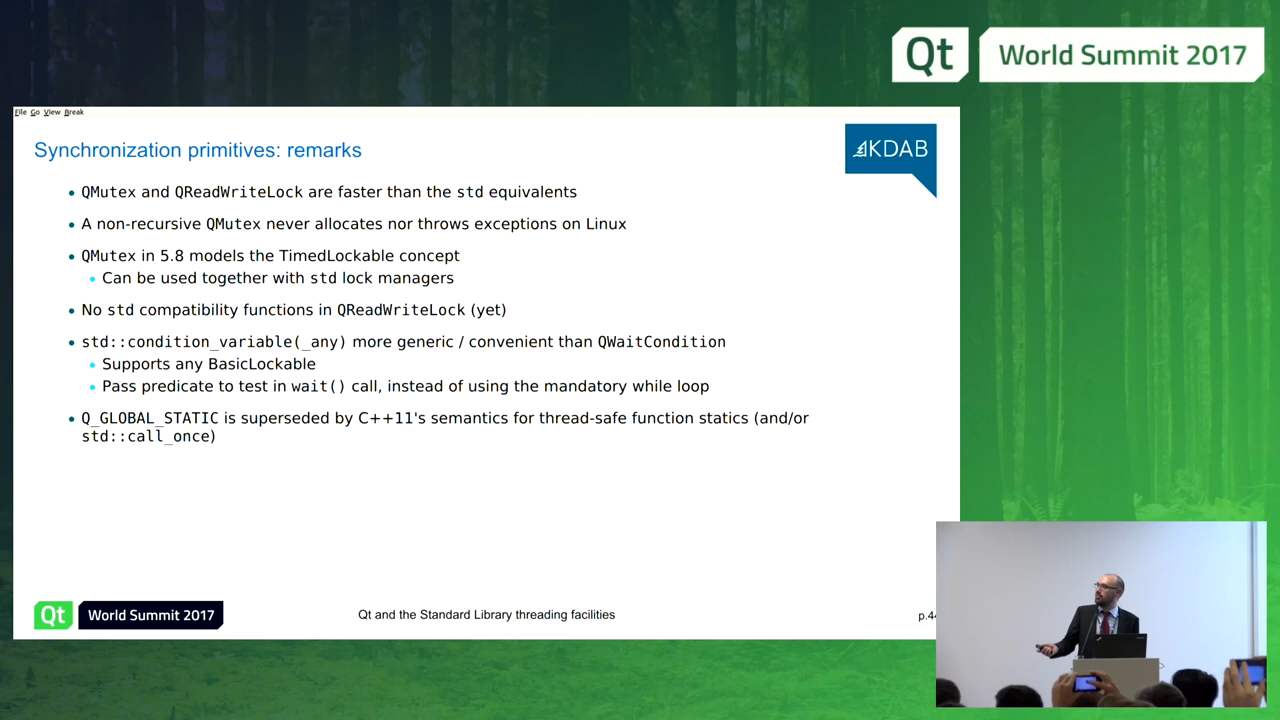 Qt World Summit 2017
File Go View Break
Synchronization primitives: remarks
KDAB
• QMutex and QReadWriteLock are faster than the std equivalents
• A non-recursive QMutex never allocates nor throws exceptions on Linux
• QMutex in 5.8 models the TimedLockable concept
• Can be used together with std lock managers
• No std compatibility functions in QReadWriteLock (yet)
• std::condition_variable(_any) more generic / convenient than QWaitCondition
• Supports any BasicLockable
• Pass predicate to test in wait() call, instead of using the mandatory while loop
• Q_GLOBAL_STATIC is superseded by C++11's semantics for thread-safe function statics (and/or
std::call_once)
Qt World Summit 2017
Qt and the Standard Library threading facilities
p.44